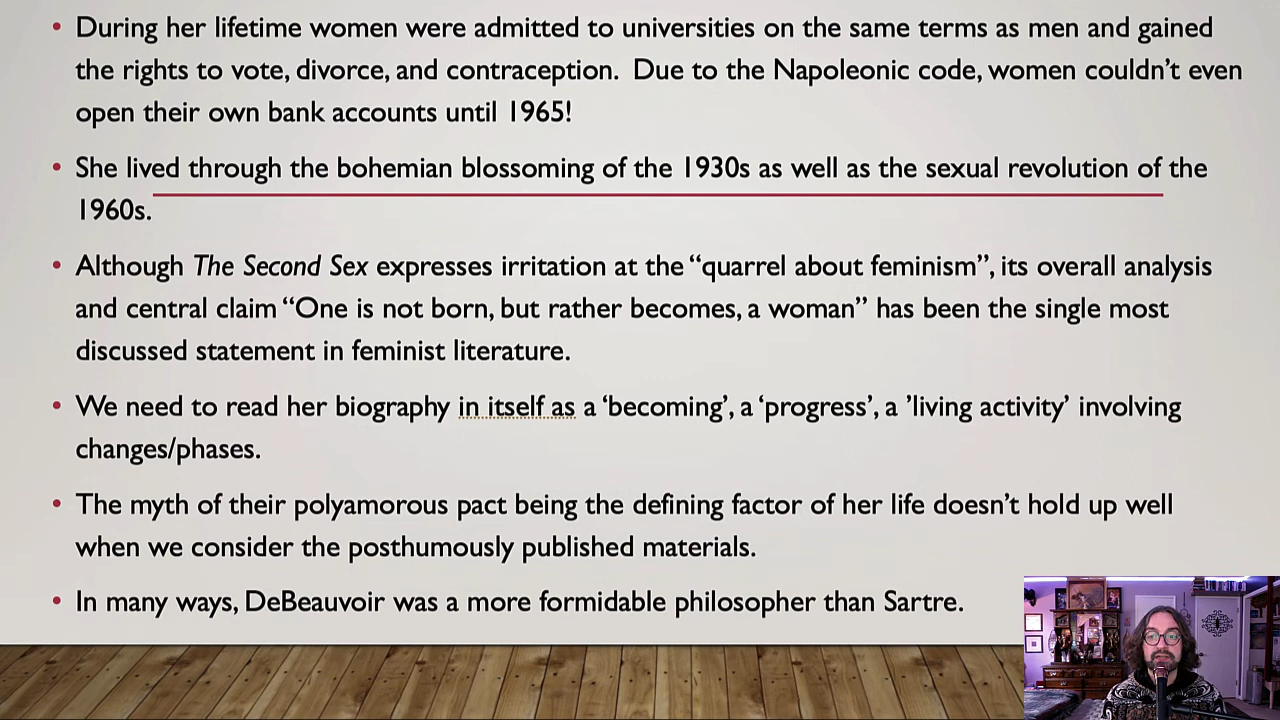 • During her lifetime women were admitted to universities on the same terms as men and gained
the rights to vote, divorce, and contraception. Due to the Napoleonic code, women couldn’t even
open their own bank accounts until 1965!
• She lived through the bohemian blossoming of the 1930s as well as the sexual revolution of the
1960s.
• Although The Second Sex expresses irritation at the “quarrel about feminism”, its overall analysis
and central claim “One is not born, but rather becomes, a woman” has been the single most
discussed statement in feminist literature.
• We need to read her biography in itself as a ‘becoming’, a ‘progress’, a ’living activity’ involving
changes/phases.
• The myth of their polyamorous pact being the defining factor of her life doesn’t hold up well
when we consider the posthumously published materials.
• In many ways, DeBeauvoir was a more formidable philosopher than Sartre.